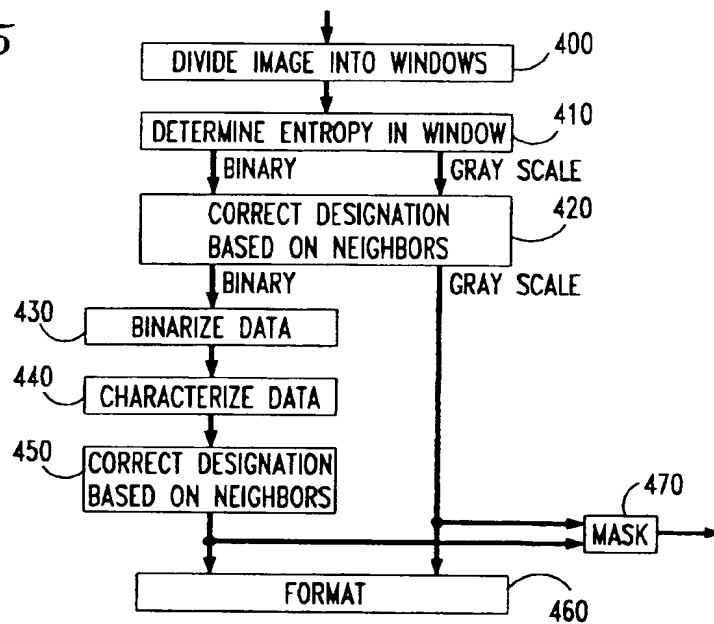 5
DIVIDE IMAGE INTO WINDOWS
400
DETERMINE ENTROPY IN WINDOW
410
BINARY
GRAY SCALE
CORRECT DESIGNATION
BASED ON NEIGHBORS
420
BINARY
GRAY SCALE
430
BINARIZE DATA
440
CHARACTERIZE DATA
450
CORRECT DESIGNATION
BASED ON NEIGHBORS
470
MASK
FORMAT
460